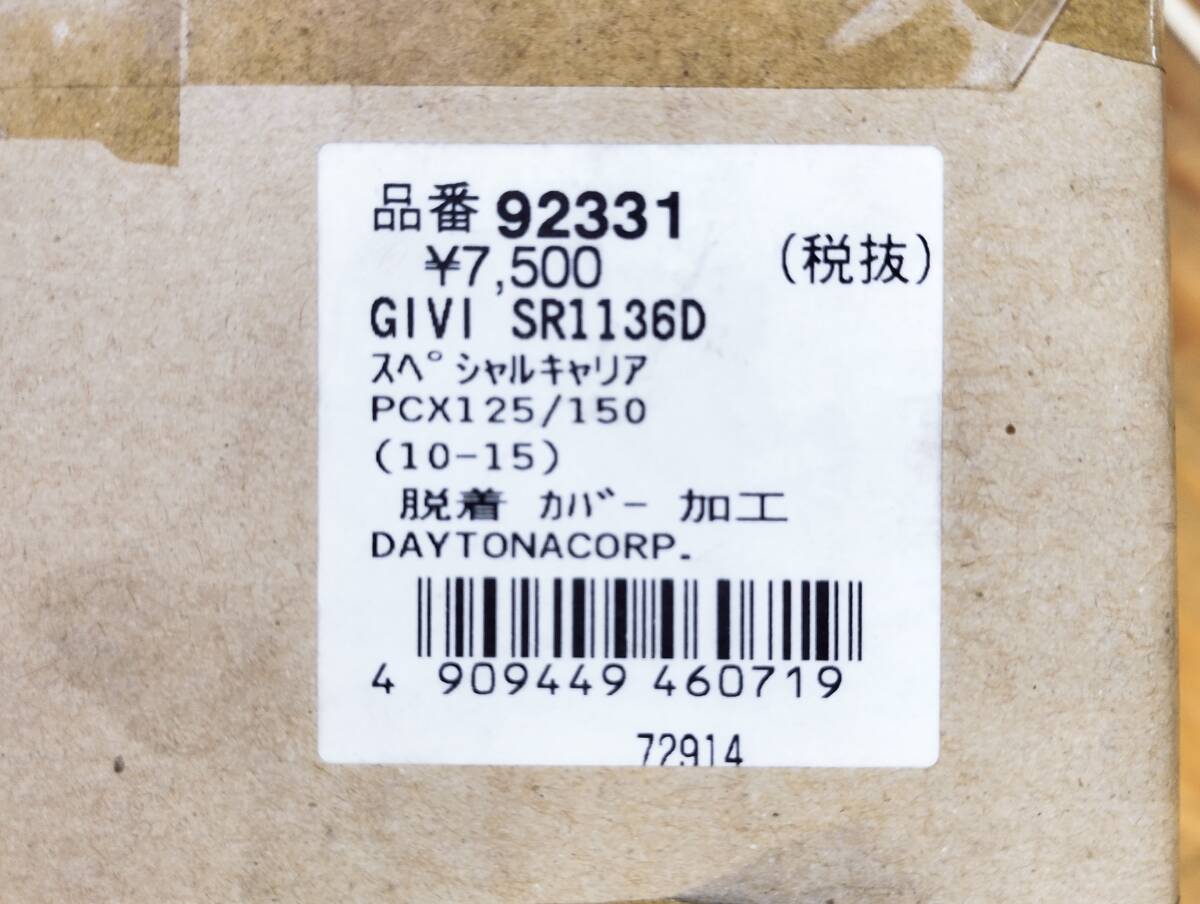 品番 92331
¥7,500 (税抜)
GIVI SR1136D
スペシャルキャリア
PCX125/150
(10-15)
脱着 カバー 加工
DAYTONACORP.
4 909449 460719
72914